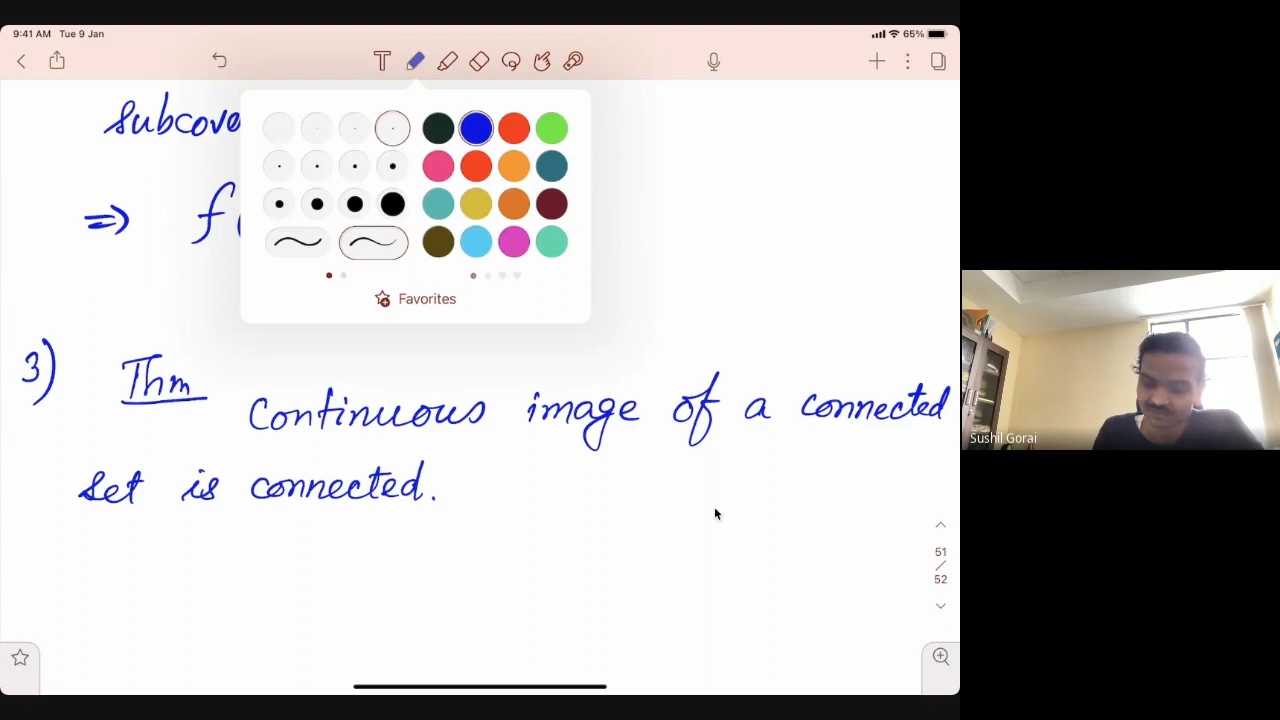 9:41 AM Tue 9 Jan
65%
T
subcove
⇒ f(
Favorites
3) Thm Continuous image of a connected
set is connected.
Sushil Gorai
51
/
52